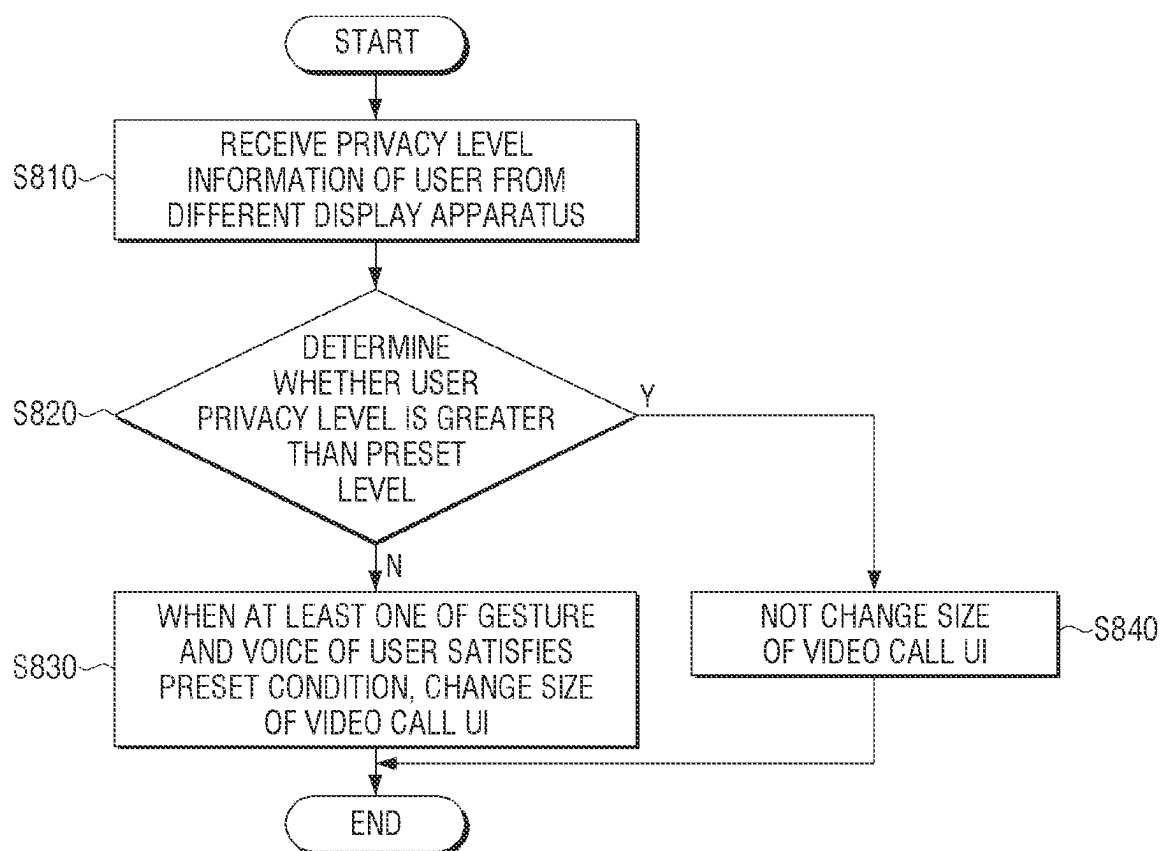 START
S810
RECEIVE PRIVACY LEVEL
INFORMATION OF USER FROM
DIFFERENT DISPLAY APPARATUS
S820
DETERMINE
WHETHER USER
PRIVACY LEVEL IS GREATER
THAN PRESET
LEVEL
Y
N
S830
WHEN AT LEAST ONE OF GESTURE
AND VOICE OF USER SATISFIES
PRESET CONDITION, CHANGE SIZE
OF VIDEO CALL UI
NOT CHANGE SIZE
OF VIDEO CALL UI
S840
END